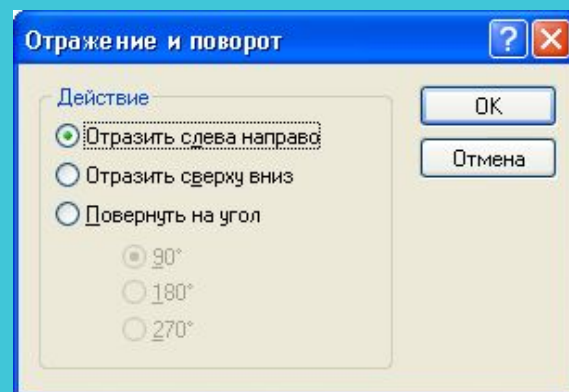 Отражение и поворот
Действие
Отразить слева направо
Отразить сверху вниз
Повернуть на угол
90°
180°
270°
OK
Отмена